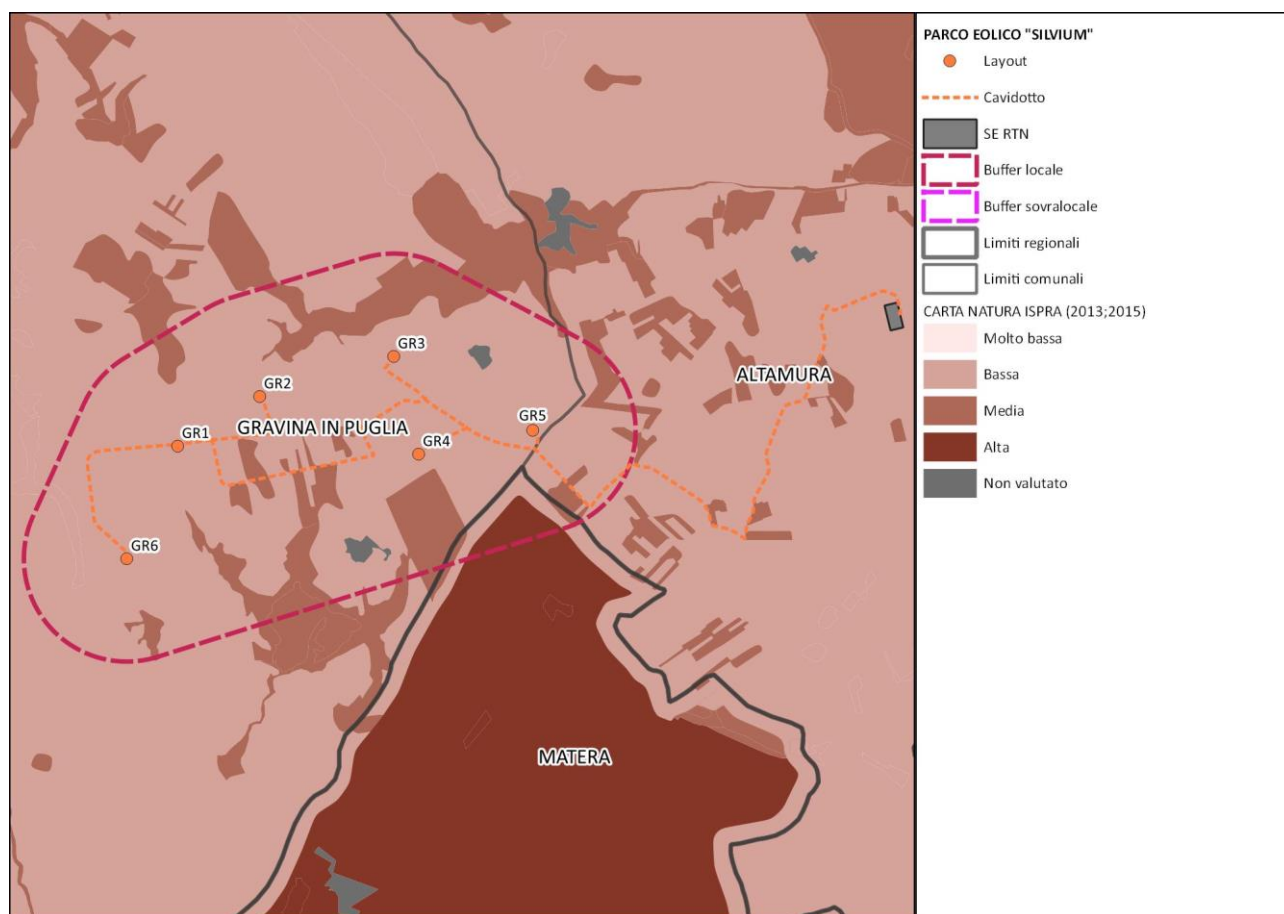 PARCO EOLICO "SILVIUM"
Layout
Cavidotto
SE RTN
Buffer locale
Buffer sovralocale
Limiti regionali
Limiti comunali
CARTA NATURA ISPRA (2013;2015)
Molto bassa
Bassa
Media
Alta
Non valutato
GR3
ALTAMURA
GR2
GRAVINA IN PUGLIA
GR5
GR1
GR4
GR6
MATERA